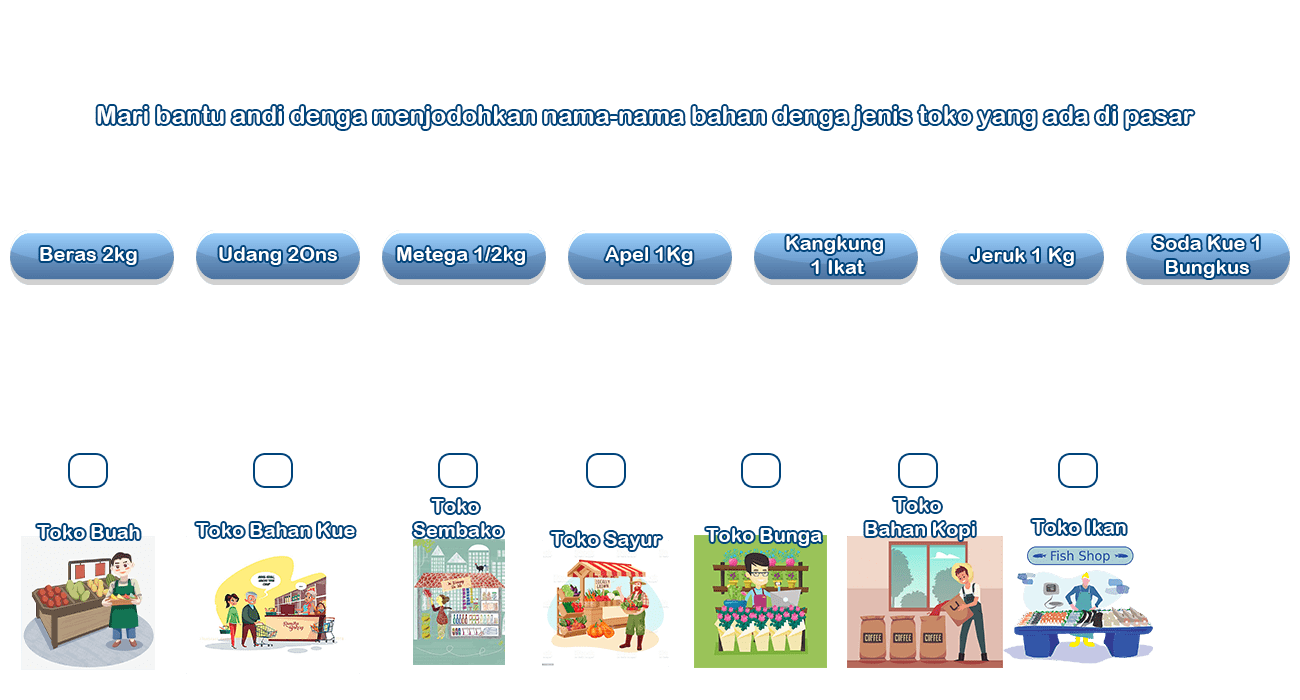 Mari bantu andi denga menjodohkan nama-nama bahan denga jenis toko yang ada di pasar
Beras 2kg
Udang 2Ons
Metega 1/2kg
Apel 1Kg
Kangkung
1 Ikat
Jeruk 1 Kg
Soda Kue 1
Bungkus
Toko Buah
Toko Bahan Kue
Toko
Sembako
Toko Sayur
Toko Bunga
Toko
Bahan Kopi
Toko Ikan
Fish Shop
COFFEE
COFFEE
COFFEE